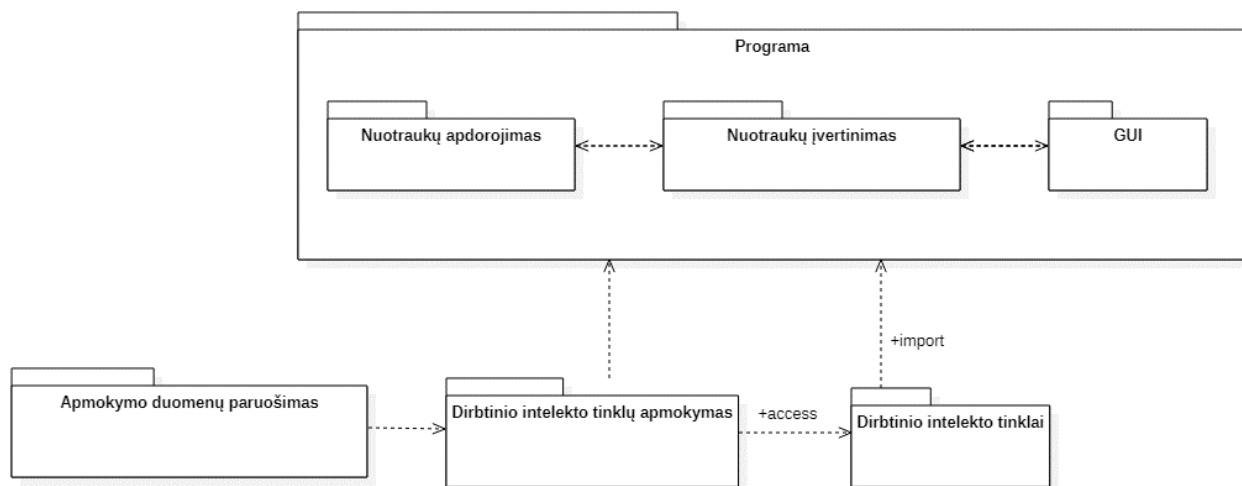 Programa
Nuotraukų apdorojimas
Nuotraukų įvertinimas
GUI
+import
Apmokymo duomenų paruošimas
Dirbtinio intelekto tinklų apmokymas
+access
Dirbtinio intelekto tinklai